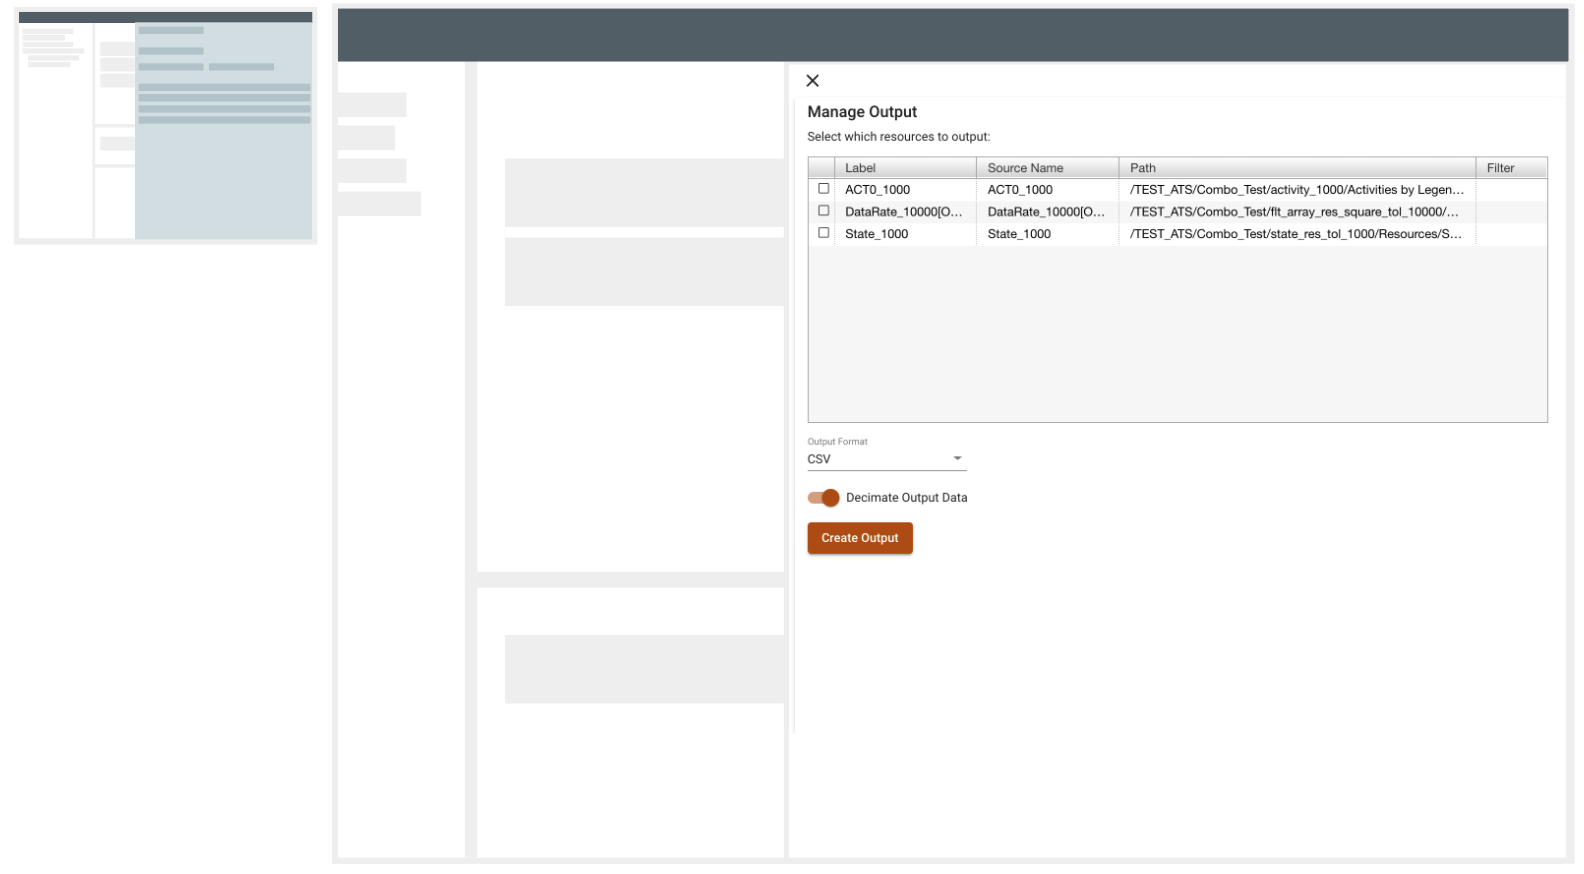 Manage Output
Select which resources to output:
Label Source Name Path Filter
ACT0_1000 ACT0_1000 /TEST_ATS/Combo_Test/activity_1000/Activities by Legen...
DataRate_10000[O... DataRate_10000[O... /TEST_ATS/Combo_Test/flt_array_res_square_tol_10000/...
State_1000 State_1000 /TEST_ATS/Combo_Test/state_res_tol_1000/Resources/S...
Output Format
CSV
Decimate Output Data
Create Output